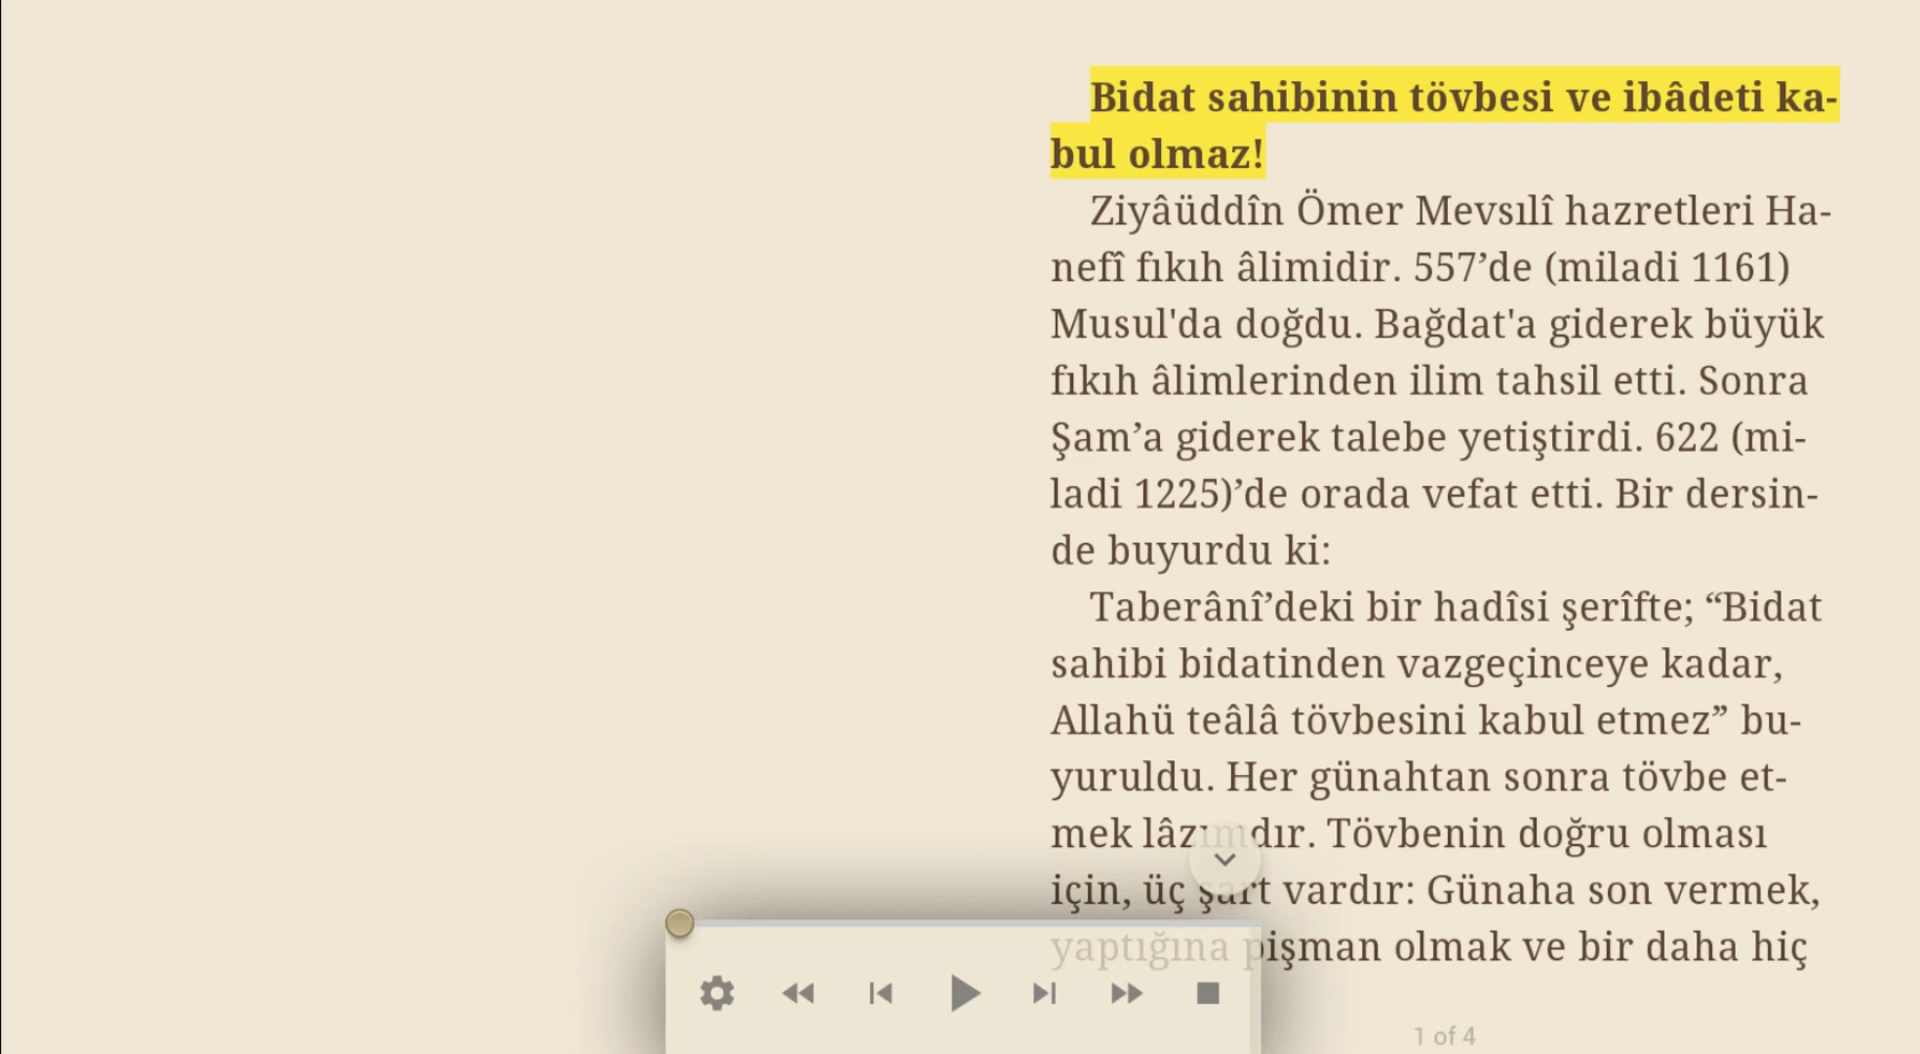 Bidat sahibinin tövbesi ve ibâdeti ka-
bul olmaz!
Ziyâüddîn Ömer Mevsılî hazretleri Ha-
nefî fıkıh âlimidir. 557’de (miladi 1161)
Musul'da doğdu. Bağdat'a giderek büyük
fıkıh âlimlerinden ilim tahsil etti. Sonra
Şam’a giderek talebe yetiştirdi. 622 (mi-
ladi 1225)’de orada vefat etti. Bir dersin-
de buyurdu ki:
Taberânî’deki bir hadîsi şerîfte; “Bidat
sahibi bidatinden vazgeçinceye kadar,
Allahü teâlâ tövbesini kabul etmez” bu-
yuruldu. Her günahtan sonra tövbe et-
mek lâzımdır. Tövbenin doğru olması
için, üç şart vardır: Günaha son vermek,
yaptığına pişman olmak ve bir daha hiç
1 of 4